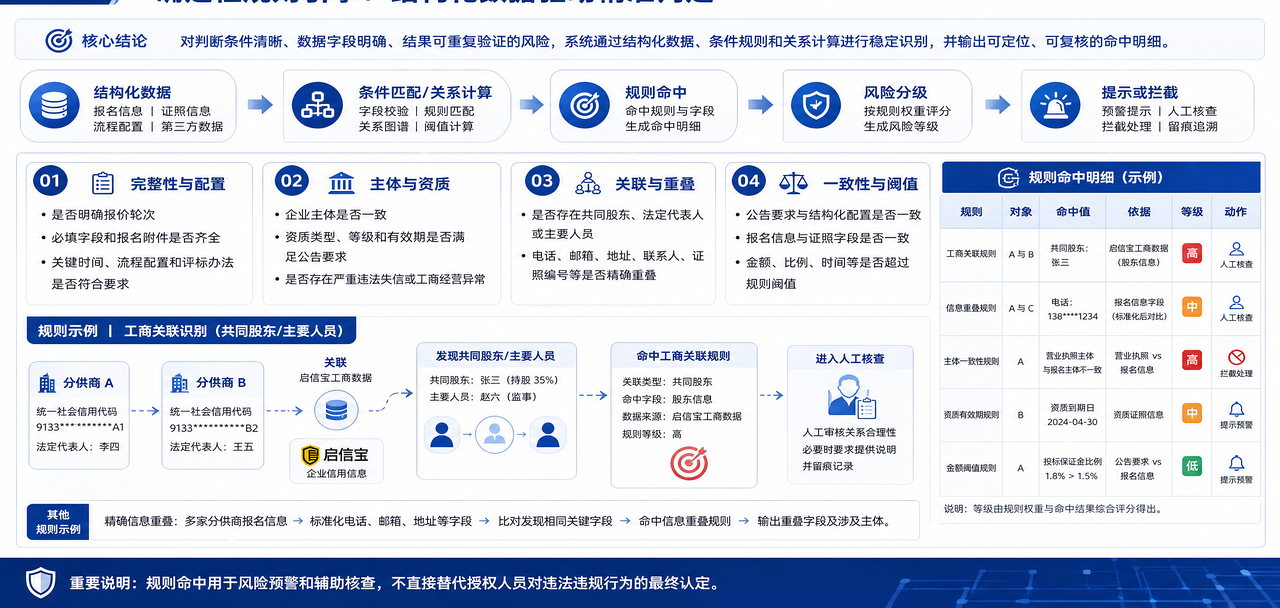 核心结论
对判断条件清晰、数据字段明确、结果可重复验证的风险，系统通过结构化数据、条件规则和关系计算进行稳定识别，并输出可定位、可复核的命中明细。
结构化数据
报名信息 | 证照信息
流程配置 | 第三方数据
条件匹配/关系计算
字段校验 | 规则匹配
关系图谱 | 阈值计算
规则命中
命中规则与字段
生成命中明细
风险分级
按规则权重评分
生成风险等级
提示或拦截
预警提示 | 人工核查
拦截处理 | 留痕追溯
01 完整性与配置
• 是否明确报价轮次
• 必填字段和报名附件是否齐全
• 关键时间、流程配置和评标办法
是否符合要求
02 主体与资质
• 企业主体是否一致
• 资质类型、等级和有效期是否满
足公告要求
• 是否存在严重违法失信或工商经营异常
03 关联与重叠
• 是否存在共同股东、法定代表人
或主要人员
• 电话、邮箱、地址、联系人、证
照编号等是否精确重叠
04 一致性与阈值
• 公告要求与结构化配置是否一致
• 报名信息与证照字段是否一致
• 金额、比例、时间等是否超过
规则阈值
规则示例 | 工商关联识别（共同股东/主要人员）
分供商 A
统一社会信用代码
9133***********A1
法定代表人：李四
分供商 B
统一社会信用代码
9133***********B2
法定代表人：王五
关联
启信宝工商数据
启信宝
企业信用信息
发现共同股东/主要人员
共同股东：张三（持股 35%）
主要人员：赵六（监事）
命中工商关联规则
关联类型：共同股东
命中字段：股东信息
数据来源：启信宝工商数据
规则等级：高
进入人工核查
人工审核关系合理性
必要时要求提供说明
并留痕记录
其他
规则示例
精确信息重叠：多家分供商报名信息 → 标准化电话、邮箱、地址等字段 → 比对发现相同关键字段 → 命中信息重叠规则 → 输出重叠字段及涉及主体。
规则命中明细（示例）
规则 对象 命中值 依据 等级 动作
工商关联规则 A 与 B 共同股东：张三 启信宝工商数据（股东信息） 高 人工核查
信息重叠规则 A 与 C 电话：138****1234 报名信息字段（标准化后对比） 中 人工核查
主体一致性规则 A 营业执照主体与报名主体不一致 营业执照 vs 报名信息 高 拦截处理
资质有效期规则 B 资质到期日 2024-04-30 资质证照信息 中 提示预警
金额阈值规则 A 投标保证金比例 1.8% > 1.5% 公告要求 vs 报名信息 低 提示预警
说明：等级由规则权重与命中结果综合评分得出。
重要说明：规则命中用于风险预警和辅助核查，不直接替代授权人员对违法违规行为的最终认定。